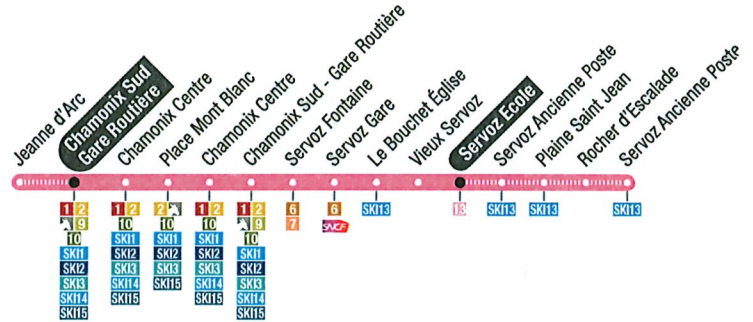 Jeanne d'Arc
Chamonix Sud
Gare Routière
Chamonix Centre
Place Mont Blanc
Chamonix Centre
Chamonix Sud - Gare Routière
Servoz Fontaine
Servoz Gare
Le Bouchet Église
Vieux Servoz
Servoz Ecole
Servoz Ancienne Poste
Plaine Saint Jean
Rocher d'Escalade
Servoz Ancienne Poste
1 2
9
10
SKI1
SKI2
SKI3
SKI14
SKI15
1 2
10
SKI1
SKI2
SKI3
SKI14
SKI15
2
10
SKI1
SKI3
SKI15
1 2
10
SKI1
SKI2
SKI3
SKI14
SKI15
1 2
9
10
SKI1
SKI2
SKI3
SKI14
SKI15
6
7
6
SNCF
SKI13
13
SKI13
SKI13
SKI13